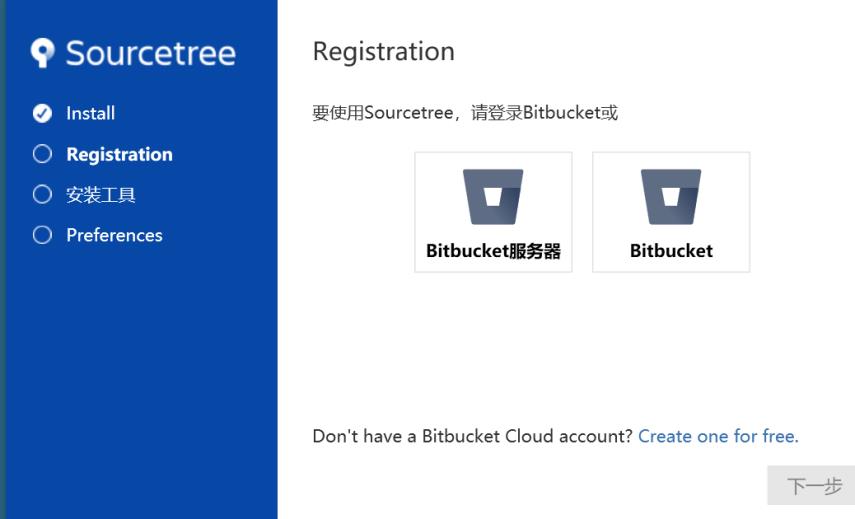 Sourcetree
Install
Registration
安装工具
Preferences
Registration
要使用Sourcetree，请登录Bitbucket或
Bitbucket服务器
Bitbucket
Don't have a Bitbucket Cloud account? Create one for free.
下一步